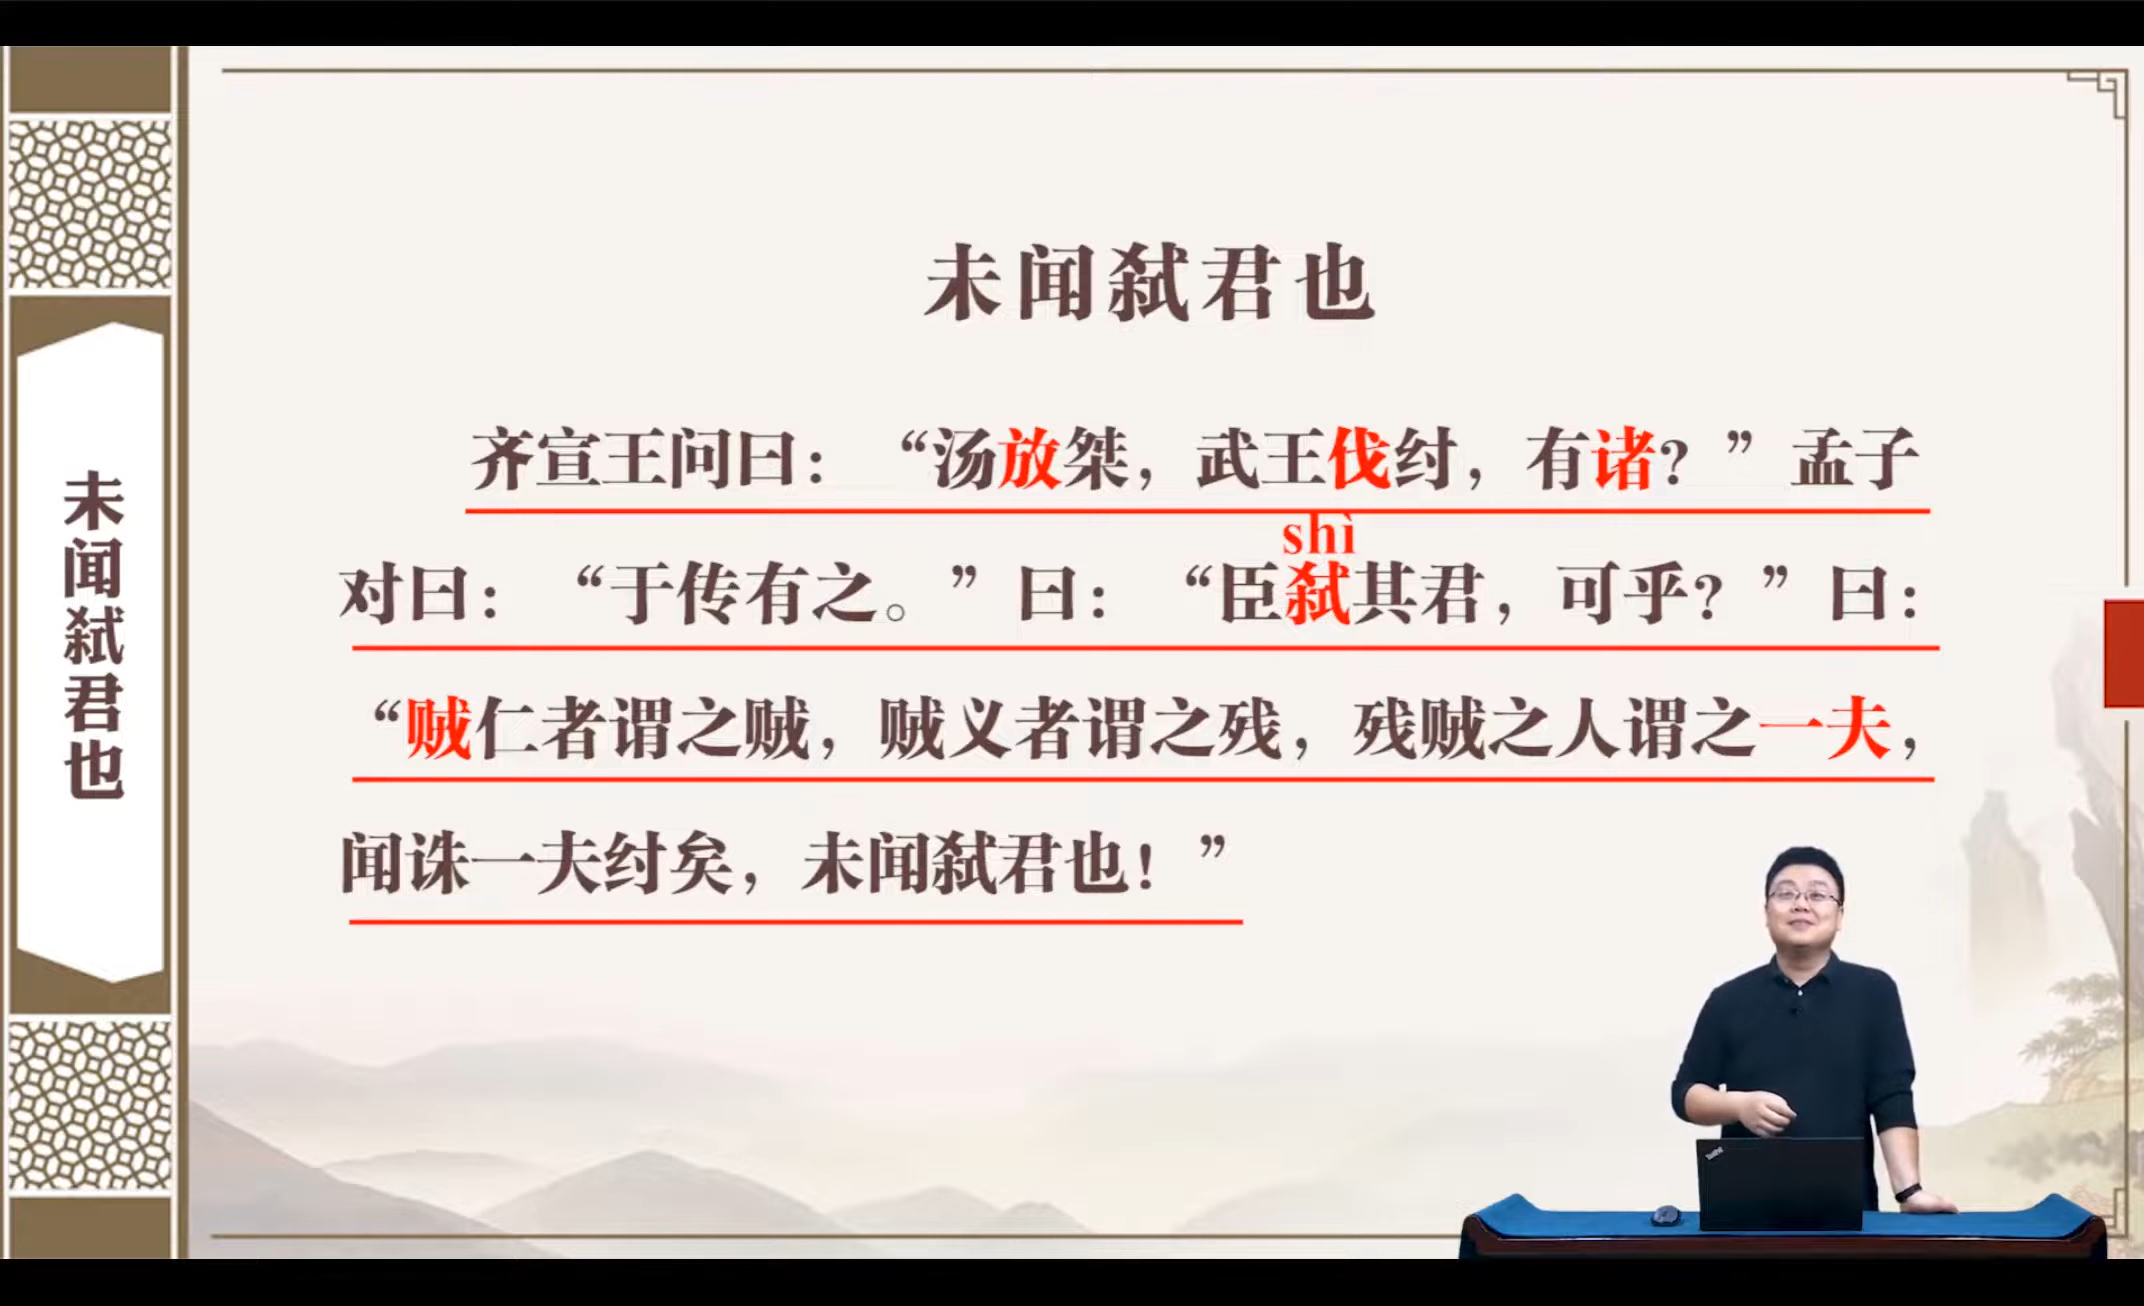 未闻弑君也
未闻弑君也
齐宣王问曰：“汤放桀，武王伐纣，有诸？”孟子
shì
对曰：“于传有之。”曰：“臣弑其君，可乎？”曰：
“贼仁者谓之贼，贼义者谓之残，残贼之人谓之一夫，
闻诛一夫纣矣，未闻弑君也！”
ThinkPad